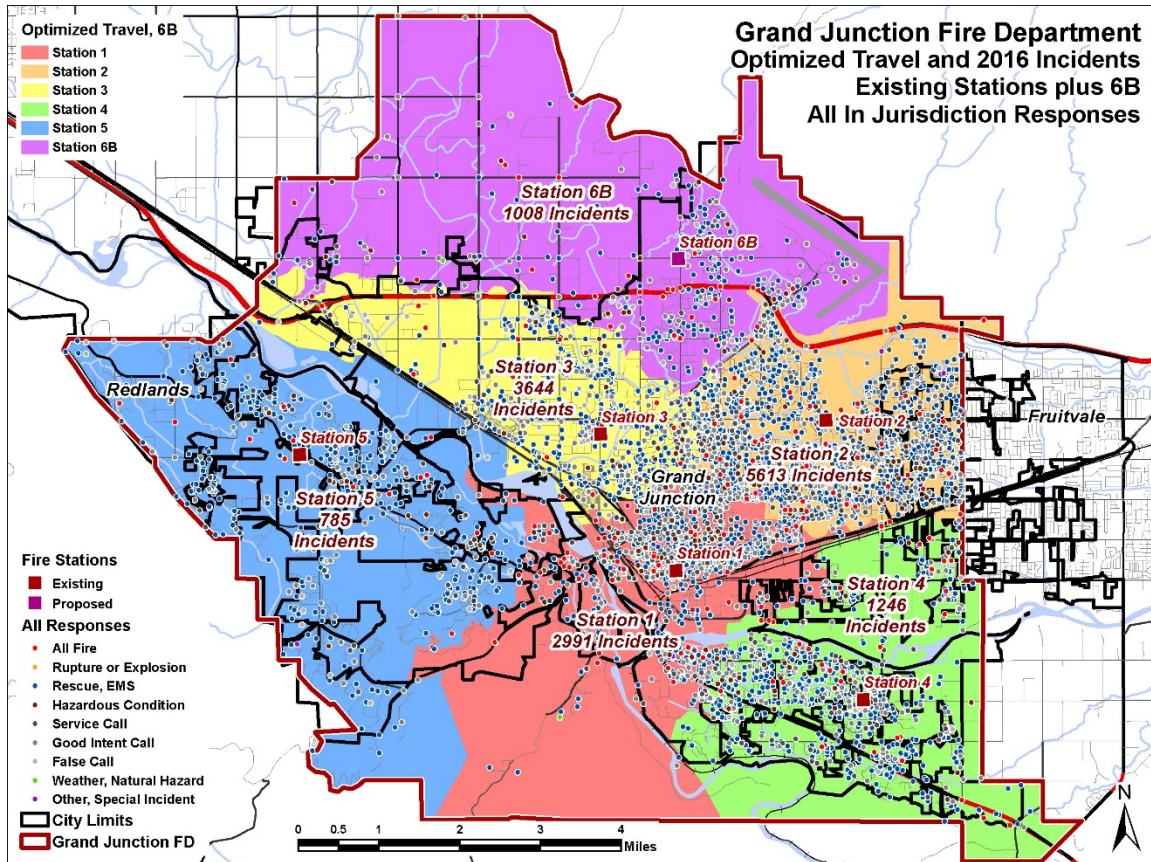 Optimized Travel, 6B
Station 1
Station 2
Station 3
Station 4
Station 5
Station 6B
Grand Junction Fire Department
Optimized Travel and 2016 Incidents
Existing Stations plus 6B
All In Jurisdiction Responses
Station 6B
1008 Incidents
Station 6B
Station 3
3644
Incidents
Station 3
Redlands
Station 5
Station 5
785
Incidents
Station 2
Fruitvale
Station 2
5613 Incidents
Grand
Junction
Station 1
Station 1
2991 Incidents
Station 4
1246
Incidents
Station 4
Fire Stations
Existing
Proposed
All Responses
All Fire
Rupture or Explosion
Rescue, EMS
Hazardous Condition
Service Call
Good Intent Call
False Call
Weather, Natural Hazard
Other, Special Incident
City Limits
Grand Junction FD
0 0.5 1 2 3 4
Miles
N